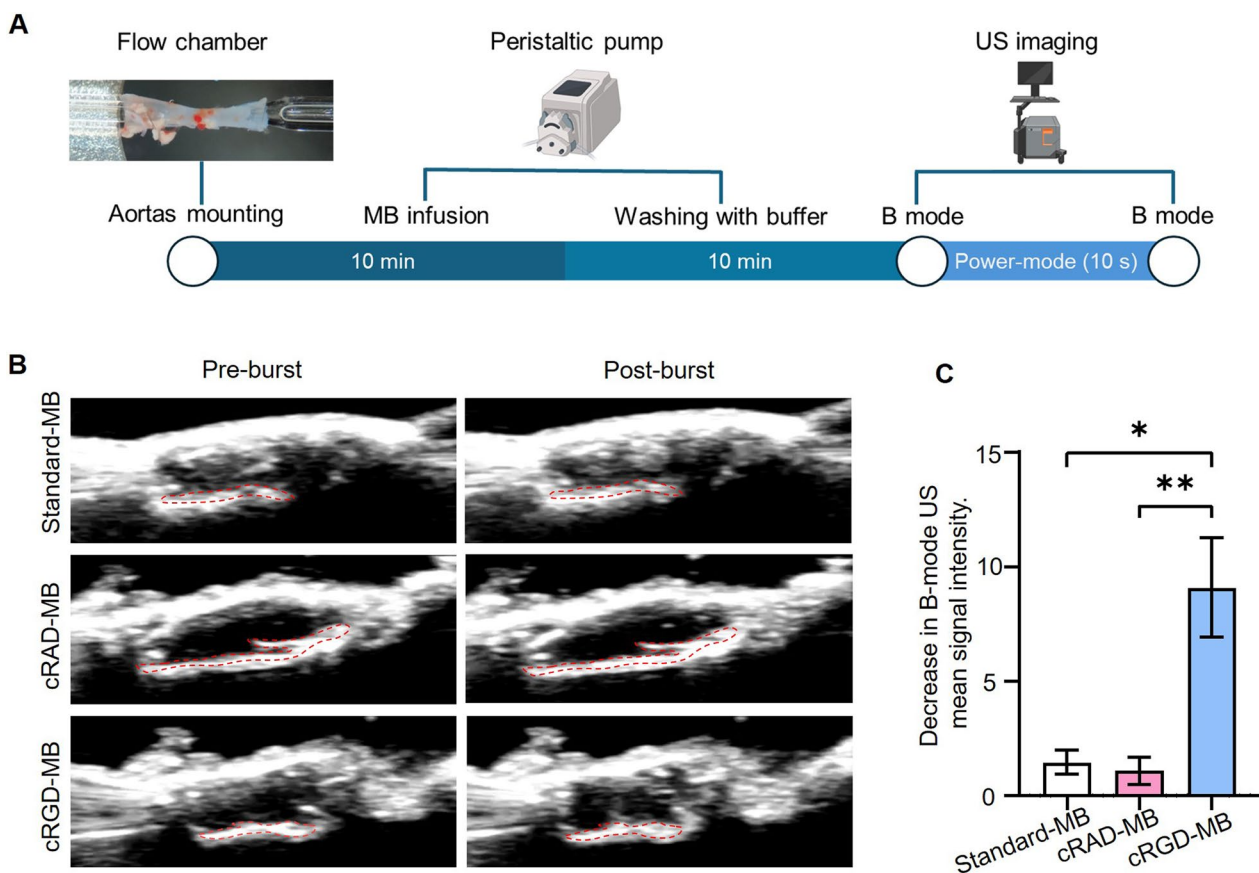 A
Flow chamber
Peristaltic pump
US imaging
Aortas mounting
MB infusion
Washing with buffer
B mode
B mode
10 min
10 min
Power-mode (10 s)
B
Pre-burst
Post-burst
Standard-MB
cRAD-MB
cRGD-MB
C
Decrease in B-mode US
mean signal intensity.
*
**
15
10
5
0
Standard-MB
cRAD-MB
cRGD-MB